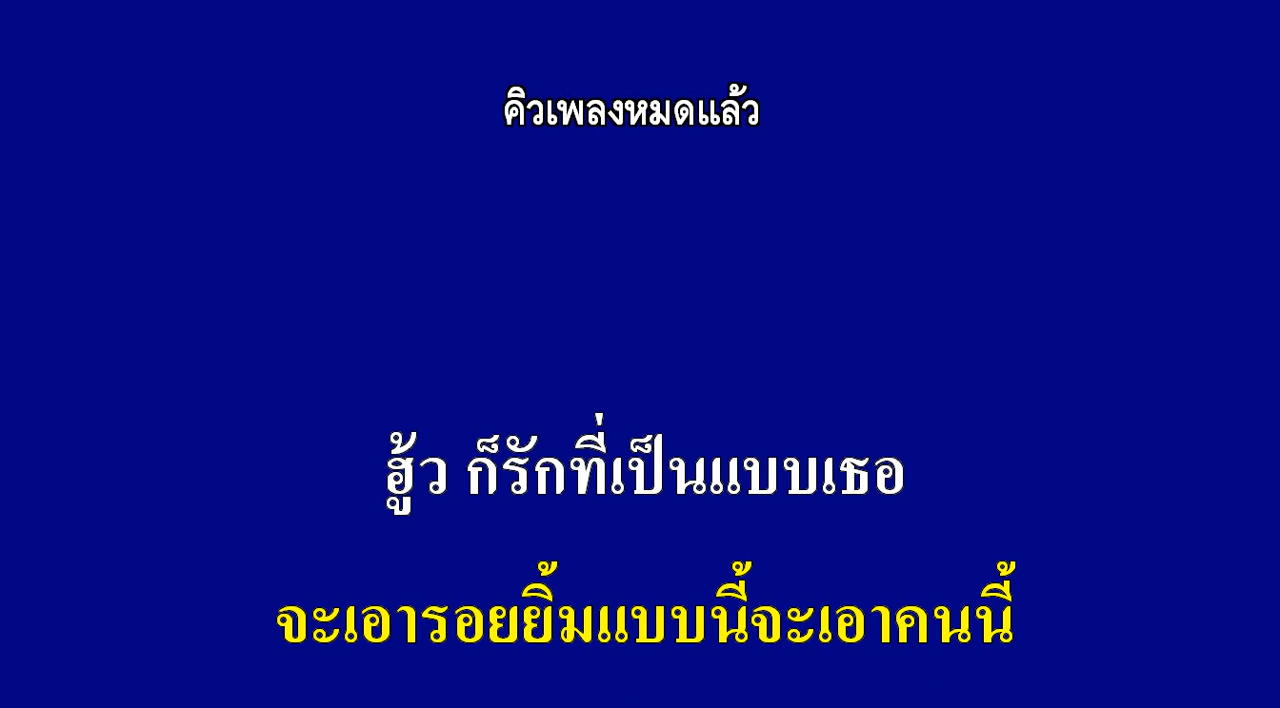 คิวเพลงหมดแล้ว
ฮู้ว ก็รักที่เป็นแบบเธอ
จะเอารอยยิ้มแบบนี้จะเอาคนนี้